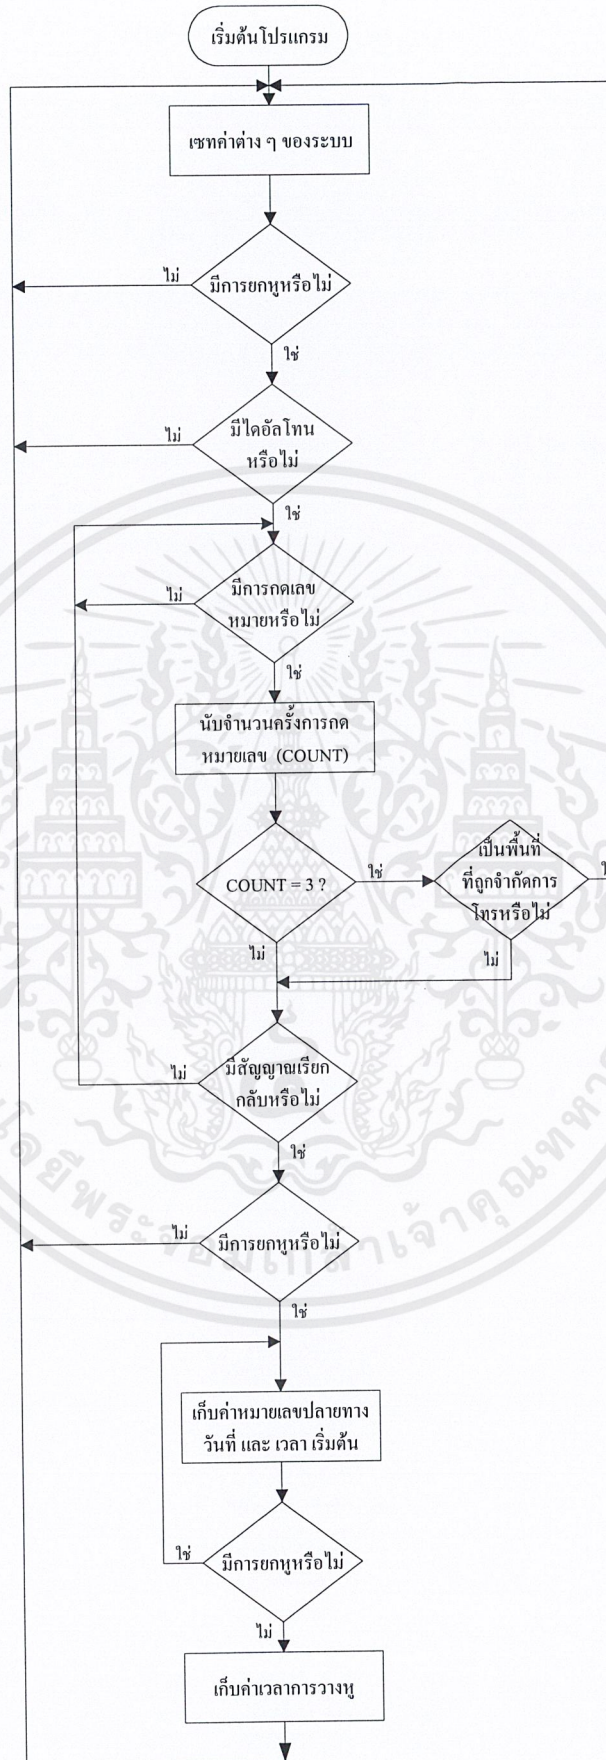 เริ่มต้นโปรแกรม
เซทค่าต่าง ๆ ของระบบ
มีการยกหูหรือไม่
ไม่
ใช่
มีไดอัลโทน
หรือไม่
ไม่
ใช่
มีการกดเลข
หมายหรือไม่
ไม่
ใช่
นับจำนวนครั้งการกด
หมายเลข (COUNT)
COUNT = 3 ?
ใช่
เป็นพื้นที่
ที่ถูกจำกัดการ
โทรหรือไม่
ไม่
ไม่
มีสัญญาณเรียก
กลับหรือไม่
ไม่
ใช่
มีการยกหูหรือไม่
ไม่
ใช่
เก็บค่าหมายเลขปลายทาง
วันที่ และ เวลา เริ่มต้น
มีการยกหูหรือไม่
ใช่
ไม่
เก็บค่าเวลาการวางหู